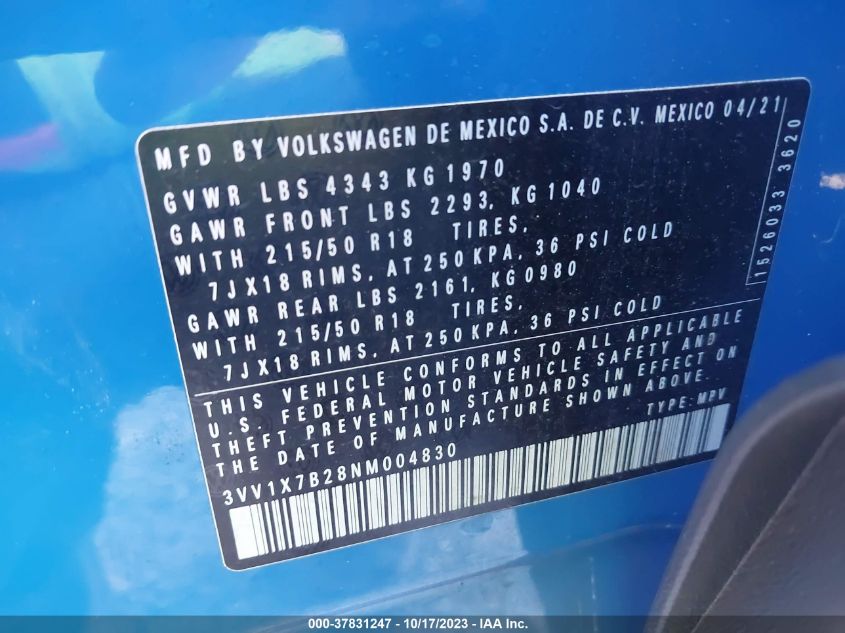 MFD BY VOLKSWAGEN DE MEXICO S.A. DE C.V. MEXICO 04/21
GVWR LBS 4343 KG 1970
GAWR FRONT LBS 2293, KG 1040
WITH 215/50 R18 TIRES,
7JX18 RIMS, AT 250 KPA, 36 PSI COLD
GAWR REAR LBS 2161, KG 0980
WITH 215/50 R18 TIRES,
7JX18 RIMS, AT 250 KPA, 36 PSI COLD
THIS VEHICLE CONFORMS TO ALL APPLICABLE
U.S. FEDERAL MOTOR VEHICLE SAFETY AND
THEFT PREVENTION STANDARDS IN EFFECT ON
THE DATE OF MANUFACTURE SHOWN ABOVE.
TYPE: MPV
3VV1X7B28NM004830
1526033 3620
000-37831247 - 10/17/2023 - IAA Inc.